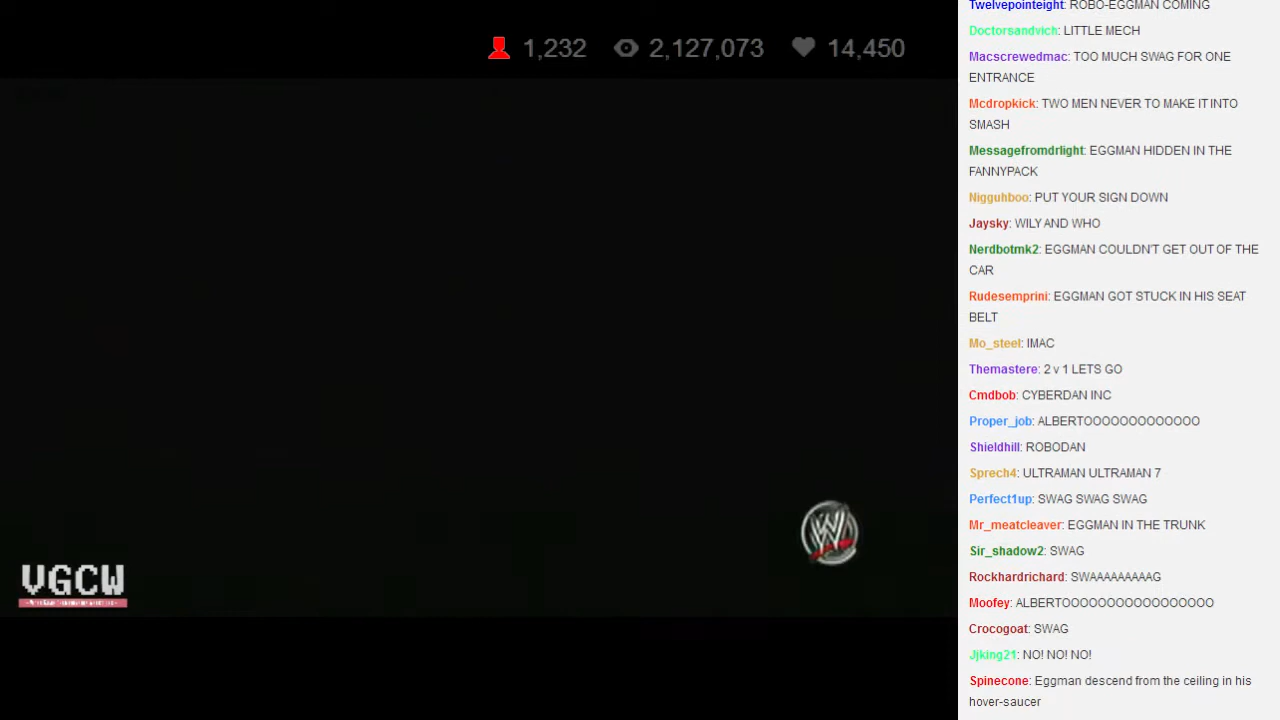 1,232 2,127,073 14,450
VGCW
Twelvepointeight: ROBO-EGGMAN COMING
Doctorsandvich: LITTLE MECH
Macscrewedmac: TOO MUCH SWAG FOR ONE
ENTRANCE
Mcdropkick: TWO MEN NEVER TO MAKE IT INTO
SMASH
Messagefromdrlight: EGGMAN HIDDEN IN THE
FANNYPACK
Nigguhboo: PUT YOUR SIGN DOWN
Jaysky: WILY AND WHO
Nerdbotmk2: EGGMAN COULDN'T GET OUT OF THE
CAR
Rudesemprini: EGGMAN GOT STUCK IN HIS SEAT
BELT
Mo_steel: IMAC
Themastere: 2 v 1 LETS GO
Cmdbob: CYBERDAN INC
Proper_job: ALBERTOOOOOOOOOOOOO
Shieldhill: ROBODAN
Sprech4: ULTRAMAN ULTRAMAN 7
Perfect1up: SWAG SWAG SWAG
Mr_meatcleaver: EGGMAN IN THE TRUNK
Sir_shadow2: SWAG
Rockhardrichard: SWAAAAAAAAG
Moofey: ALBERTOOOOOOOOOOOOOOOOO
Crocogoat: SWAG
Jjking21: NO! NO! NO!
Spinecone: Eggman descend from the ceiling in his
hover-saucer